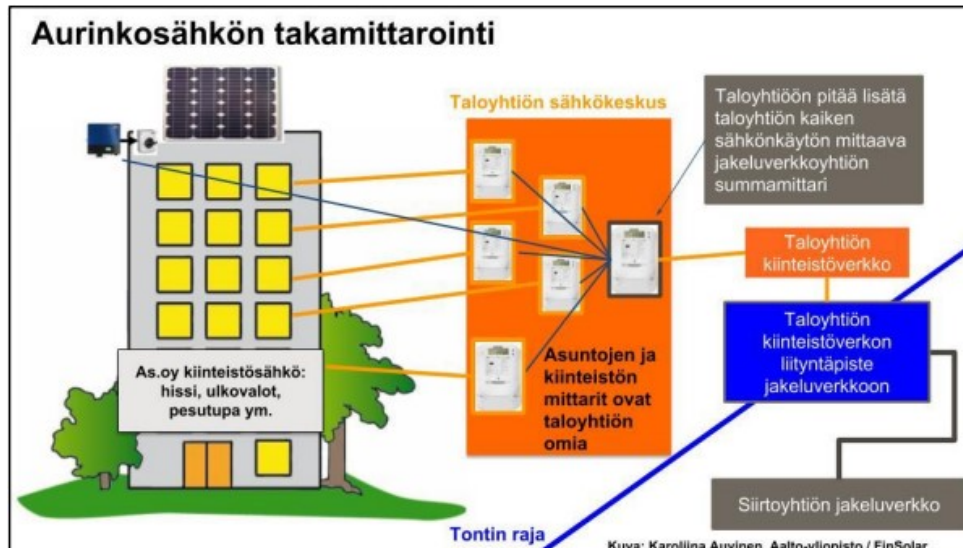 Aurinkosähkön takamittarointi
Taloyhtiön sähkökeskus
Taloyhtiöön pitää lisätä
taloyhtiön kaiken
sähkönkäytön mittaava
jakeluverkkoyhtiön
summamittari
Taloyhtiön
kiinteistöverkko
Taloyhtiön
kiinteistöverkon
liityntäpiste
jakeluverkkoon
As.oy kiinteistösähkö:
hissi, ulkovalot,
pesutupa ym.
Asuntojen ja
kiinteistön
mittarit ovat
taloyhtiön
omia
Siirtoyhtiön jakeluverkko
Tontin raja
Kuva: Karoliina Auvinen, Aalto-yliopisto / FinSolar